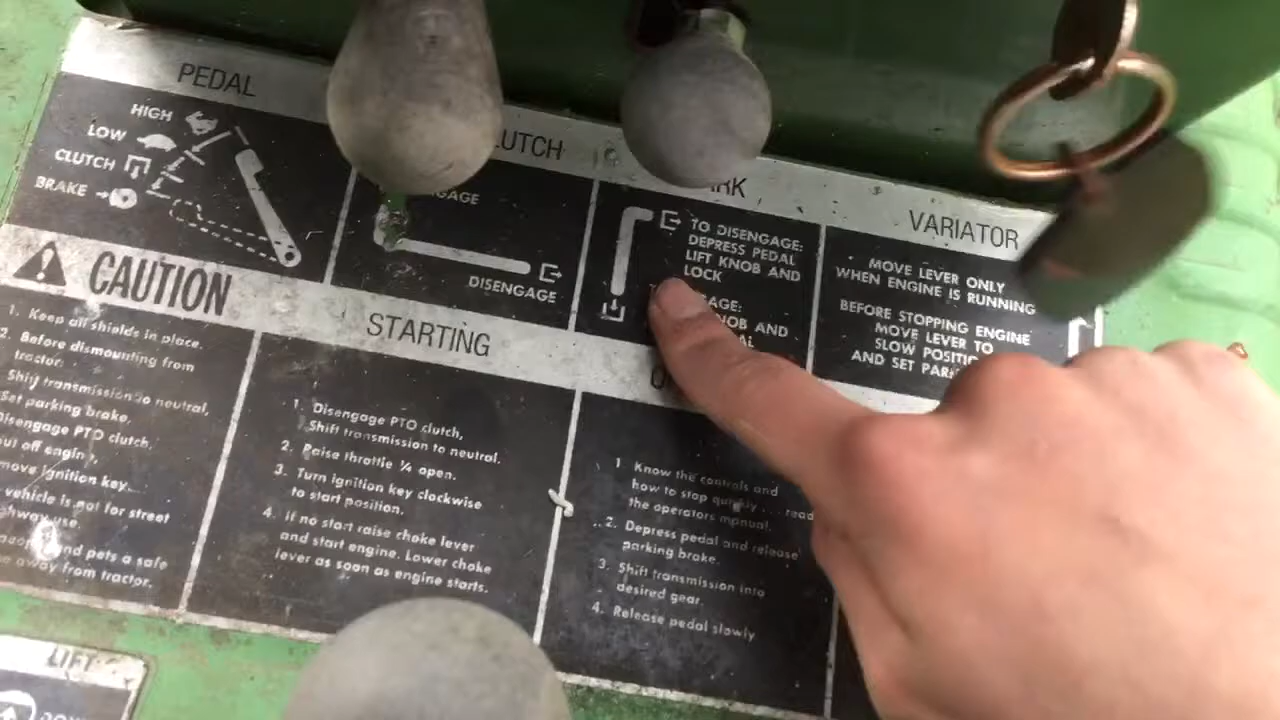 PEDAL
HIGH
LOW
CLUTCH
BRAKE
LUTCH
GAGE
DISENGAGE
RK
TO DISENGAGE:
DEPRESS PEDAL
LIFT KNOB AND
LOCK
GAGE:
NOB AND
VARIATOR
MOVE LEVER ONLY
WHEN ENGINE IS RUNNING
BEFORE STOPPING ENGINE
MOVE LEVER TO
SLOW POSITIO
AND SET PAR
CAUTION
1. Keep all shields in place.
2. Before dismounting from
tractor:
Shift transmission to neutral,
Set parking brake,
Disengage PTO clutch,
ut off engin
move ignition key.
vehicle is not for street
hway use.
and pets a safe
away from tractor.
STARTING
1. Disengage PTO clutch,
Shift transmission to neutral.
2. Raise throttle ¼ open.
3. Turn ignition key clockwise
to start position.
4. If no start raise choke lever
and start engine. Lower choke
lever as soon as engine starts.
O
1 Know the controls and
how to stop quickly . . . read
the operators manual.
2. Depress pedal and release
parking brake.
3. Shift transmission into
desired gear.
4. Release pedal slowly
LIFT